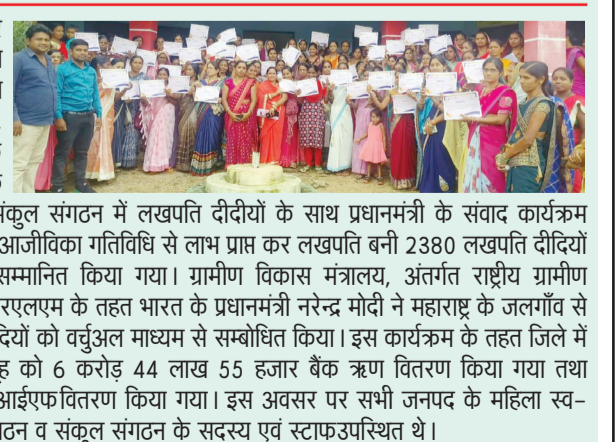 संकुल संगठन में लखपति दीदीयों के साथ प्रधानमंत्री के संवाद कार्यक्रम
आजीविका गतिविधि से लाभ प्राप्त कर लखपति बनी 2380 लखपति दीदियों
सम्मानित किया गया। ग्रामीण विकास मंत्रालय, अंतर्गत राष्ट्रीय ग्रामीण
रएलएम के तहत भारत के प्रधानमंत्री नरेन्द्र मोदी ने महाराष्ट्र के जलगाँव से
दियों को वर्चुअल माध्यम से सम्बोधित किया। इस कार्यक्रम के तहत जिले में
ह को 6 करोड़ 44 लाख 55 हजार बैंक ऋण वितरण किया गया तथा
आईएफवितरण किया गया। इस अवसर पर सभी जनपद के महिला स्व-
गठन व संकुल संगठन के सदस्य एवं स्टाफउपस्थित थे।